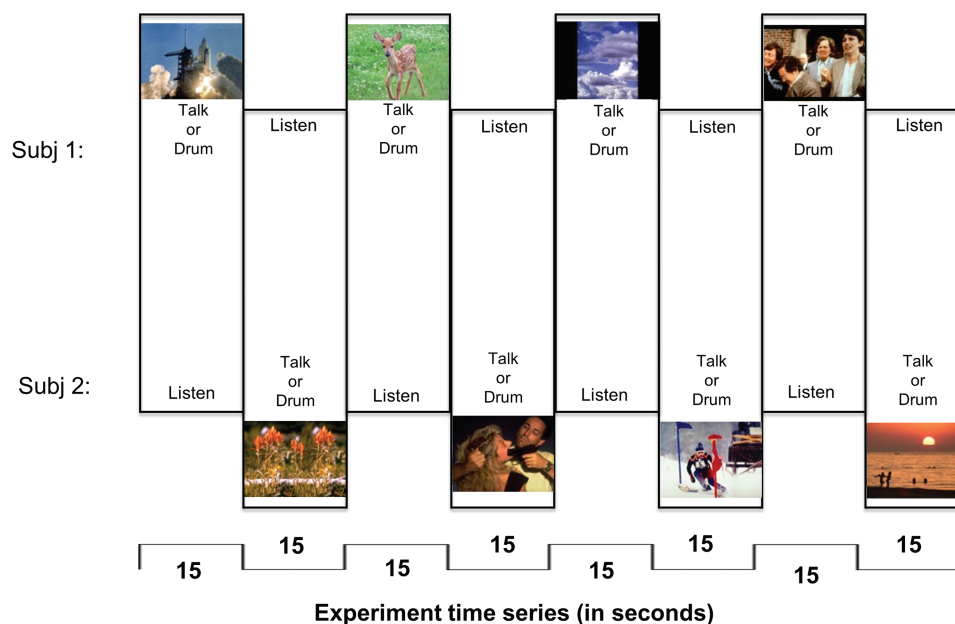 Talk
or
Drum
Listen
Talk
or
Drum
Listen
Talk
or
Drum
Listen
Talk
or
Drum
Listen
Subj 1:
Subj 2:
Listen
Talk
or
Drum
Listen
Talk
or
Drum
Listen
Talk
or
Drum
Listen
Talk
or
Drum
15
15
15
15
15
15
15
15
Experiment time series (in seconds)